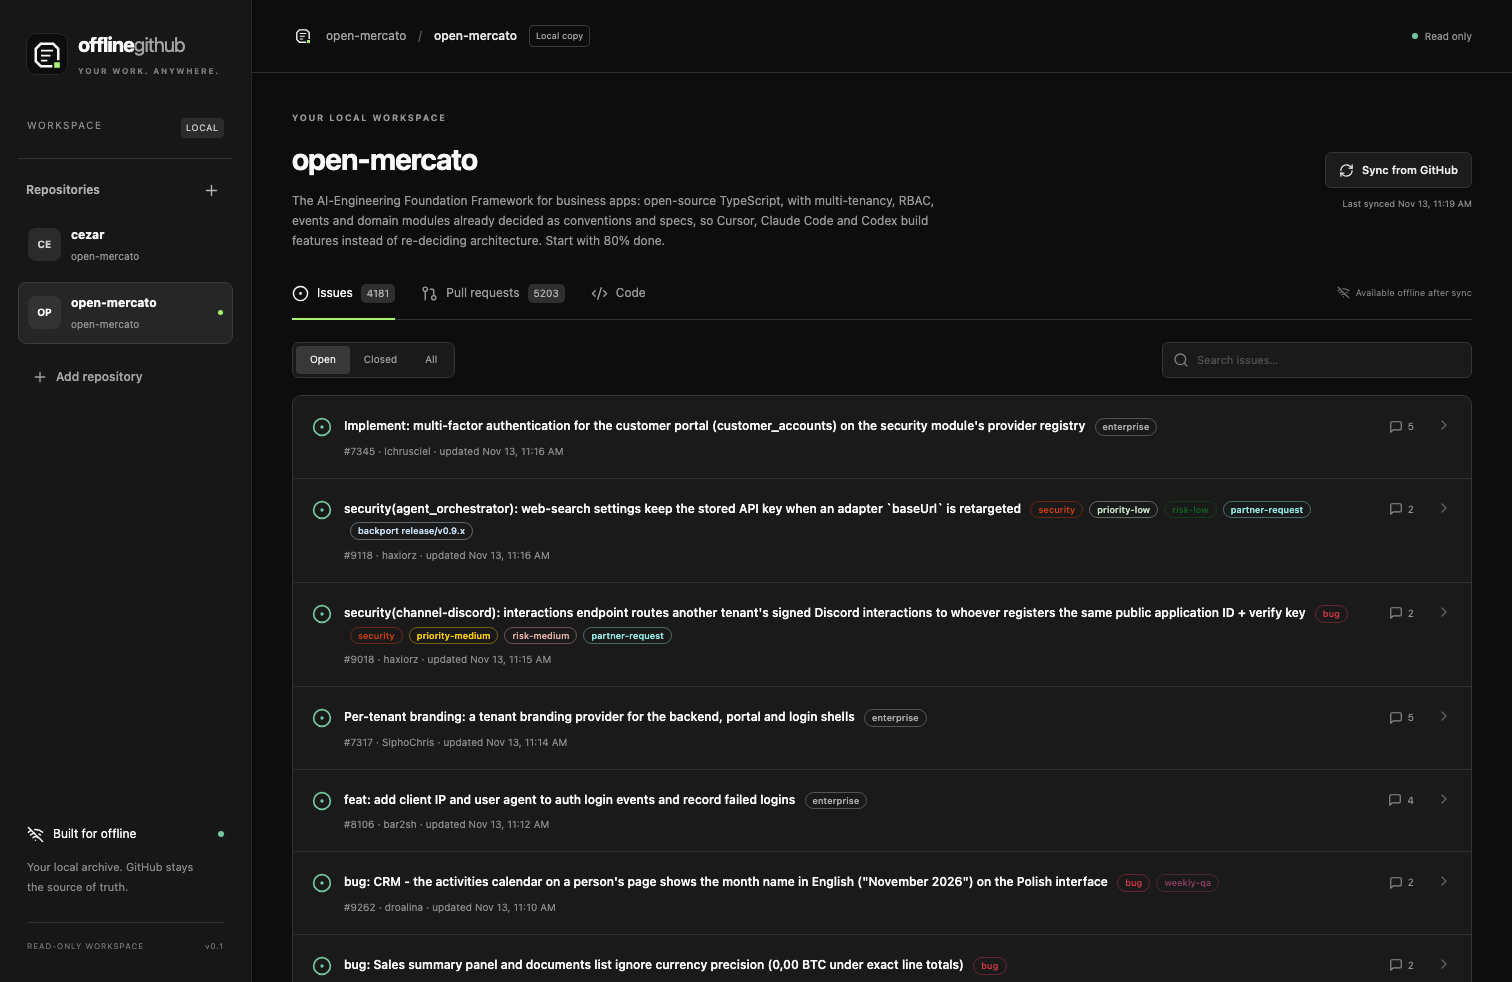 offlinegithub
YOUR WORK. ANYWHERE.
WORKSPACE
LOCAL
Repositories
CE
cezar
open-mercato
OP
open-mercato
open-mercato
Add repository
Built for offline
Your local archive. GitHub stays
the source of truth.
READ-ONLY WORKSPACE
v0.1
open-mercato / open-mercato
Local copy
Read only
YOUR LOCAL WORKSPACE
open-mercato
The AI-Engineering Foundation Framework for business apps: open-source TypeScript, with multi-tenancy, RBAC,
events and domain modules already decided as conventions and specs, so Cursor, Claude Code and Codex build
features instead of re-deciding architecture. Start with 80% done.
Sync from GitHub
Last synced Nov 13, 11:19 AM
Issues 4181
Pull requests 5203
Code
Available offline after sync
Open
Closed
All
Search issues...
Implement: multi-factor authentication for the customer portal (customer_accounts) on the security module's provider registry enterprise
5
#7345 · lchrusciel · updated Nov 13, 11:16 AM
security(agent_orchestrator): web-search settings keep the stored API key when an adapter `baseUrl` is retargeted security priority-low risk-low partner-request
2
backport release/v0.9.x
#9118 · haxiorz · updated Nov 13, 11:16 AM
security(channel-discord): interactions endpoint routes another tenant's signed Discord interactions to whoever registers the same public application ID + verify key bug
2
security priority-medium risk-medium partner-request
#9018 · haxiorz · updated Nov 13, 11:15 AM
Per-tenant branding: a tenant branding provider for the backend, portal and login shells enterprise
5
#7317 · SiphoChris · updated Nov 13, 11:14 AM
feat: add client IP and user agent to auth login events and record failed logins enterprise
4
#8106 · bar2sh · updated Nov 13, 11:12 AM
bug: CRM - the activities calendar on a person's page shows the month name in English ("November 2026") on the Polish interface bug weekly-qa
2
#9262 · droalina · updated Nov 13, 11:10 AM
bug: Sales summary panel and documents list ignore currency precision (0,00 BTC under exact line totals) bug
2